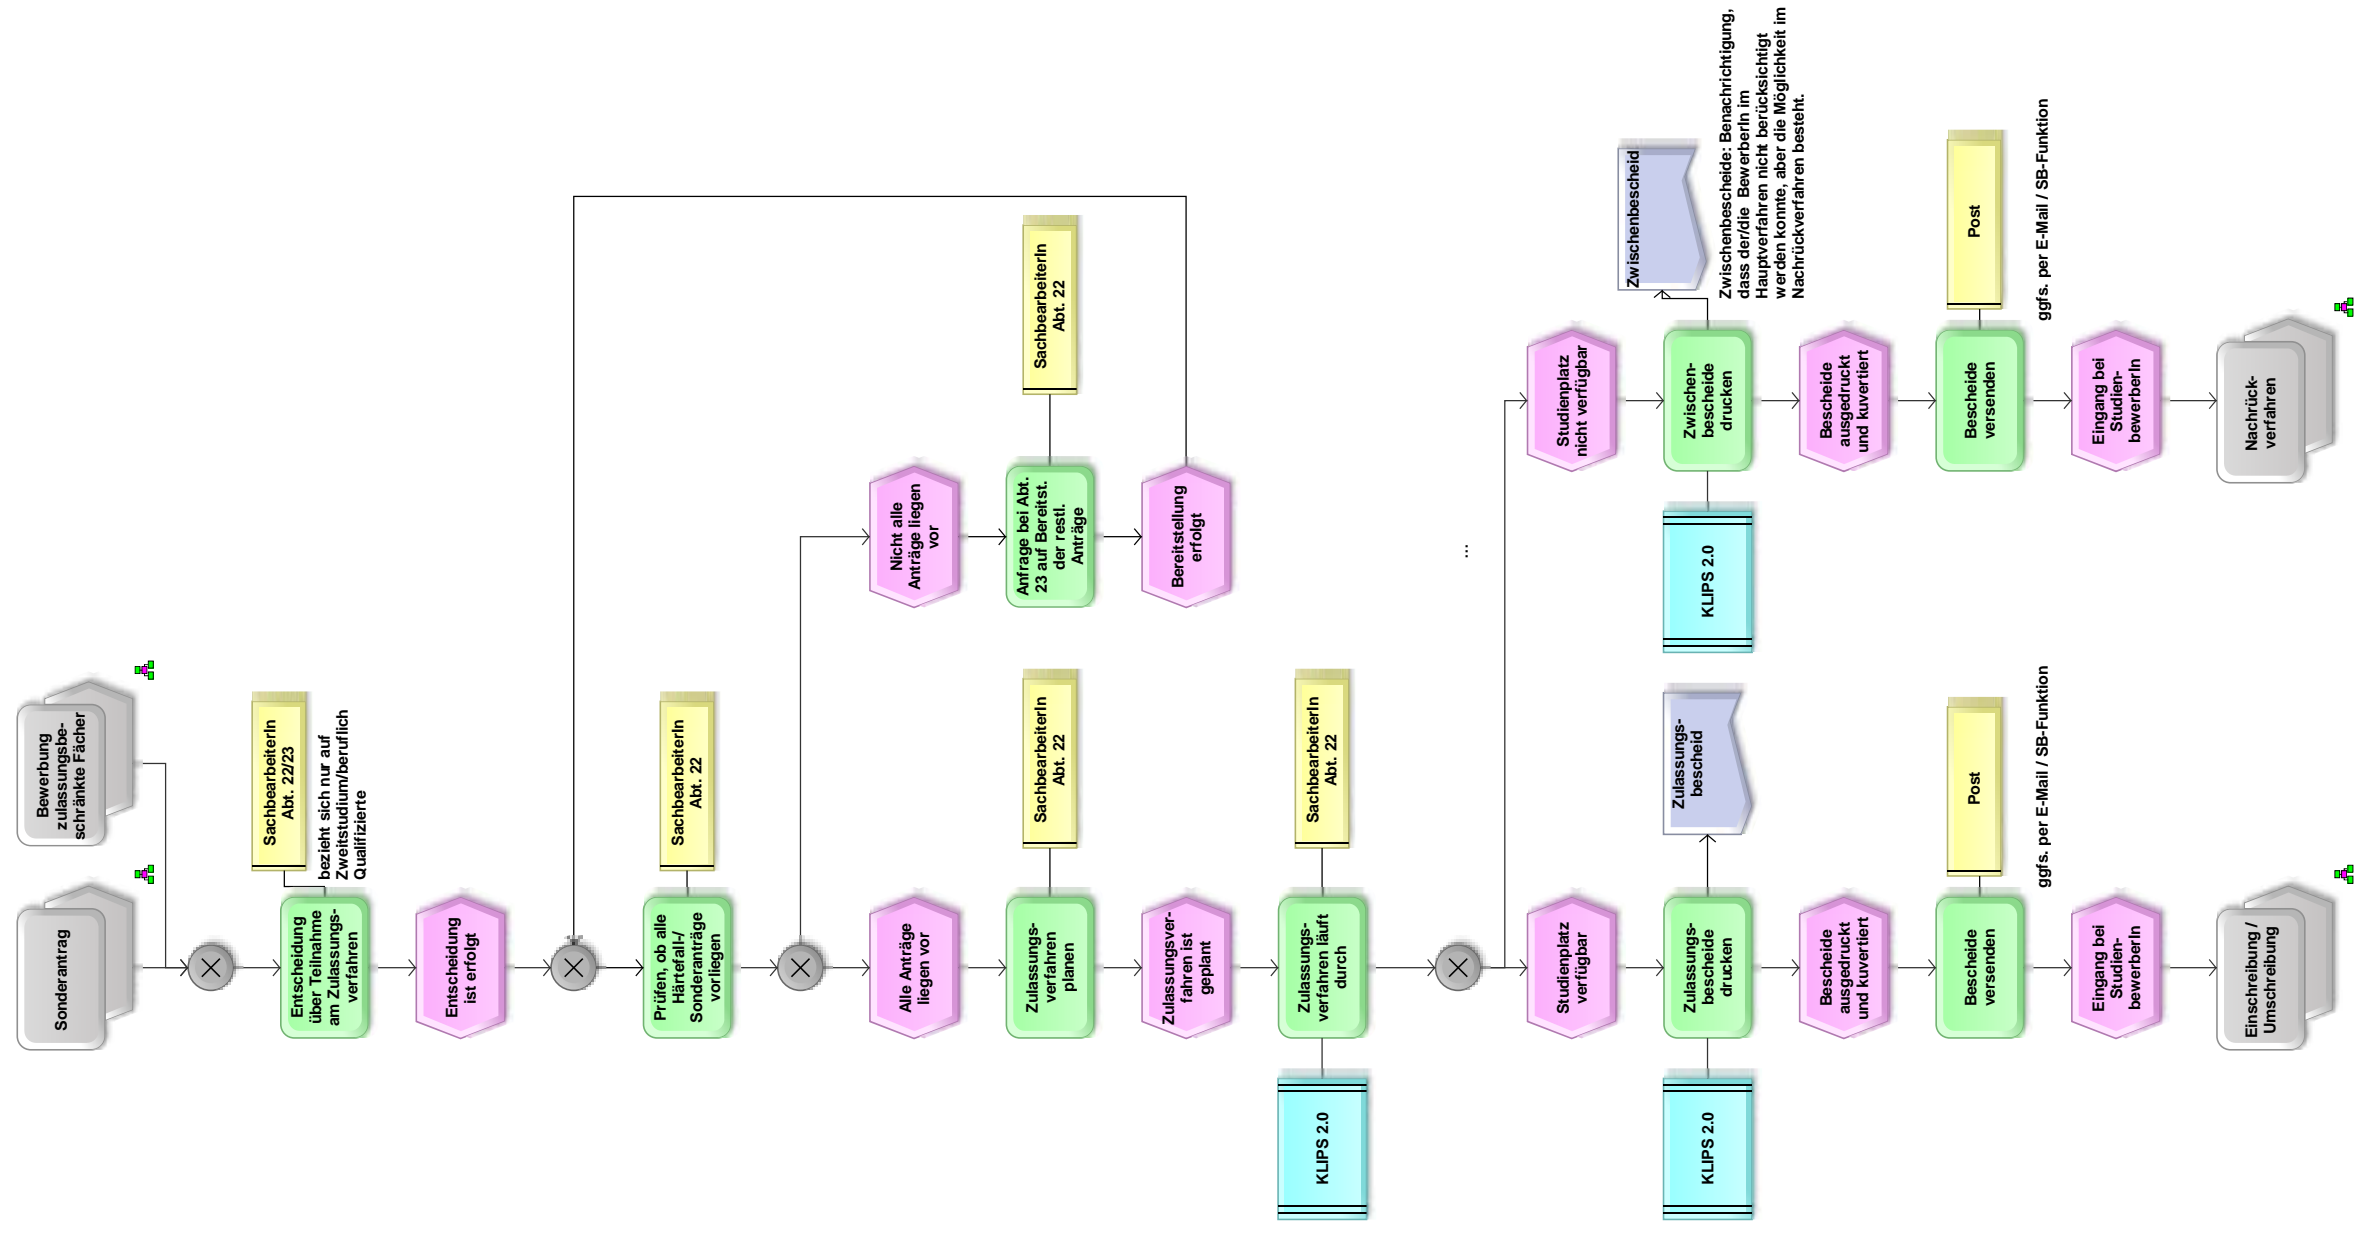 Sonderantrag
Bewerbung
zulassungsbe-
schränkte Fächer
Entscheidung
über Teilnahme
am Zulassungs-
verfahren
SachbearbeiterIn
Abt. 22/23
bezieht sich nur auf
Zweitstudium/beruflich
Qualifizierte
Entscheidung
ist erfolgt
Prüfen, ob alle
Härtefall-/
Sonderanträge
vorliegen
SachbearbeiterIn
Abt. 22
Alle Anträge
liegen vor
Nicht alle
Anträge liegen
vor
Zulassungs-
verfahren
planen
SachbearbeiterIn
Abt. 22
Anfrage bei Abt.
23 auf Bereitst.
der restl.
Anträge
SachbearbeiterIn
Abt. 22
Zulassungsver-
fahren ist
geplant
Bereitstellung
erfolgt
KLIPS 2.0
Zulassungs-
verfahren läuft
durch
SachbearbeiterIn
Abt. 22
...
Studienplatz
verfügbar
Studienplatz
nicht verfügbar
KLIPS 2.0
Zulassungs-
bescheide
drucken
Zulassungs-
bescheid
KLIPS 2.0
Zwischen-
bescheide
drucken
Zwischenbescheid
Zwischenbescheide: Benachrichtigung,
dass der/die BewerberIn im
Hauptverfahren nicht berücksichtigt
werden konnte, aber die Möglichkeit im
Nachrückverfahren besteht.
Bescheide
ausgedruckt
und kuvertiert
Bescheide
ausgedruckt
und kuvertiert
Bescheide
versenden
Post
ggfs. per E-Mail / SB-Funktion
Bescheide
versenden
Post
ggfs. per E-Mail / SB-Funktion
Eingang bei
Studien-
bewerberIn
Eingang bei
Studien-
bewerberIn
Einschreibung /
Umschreibung
Nachrück-
verfahren